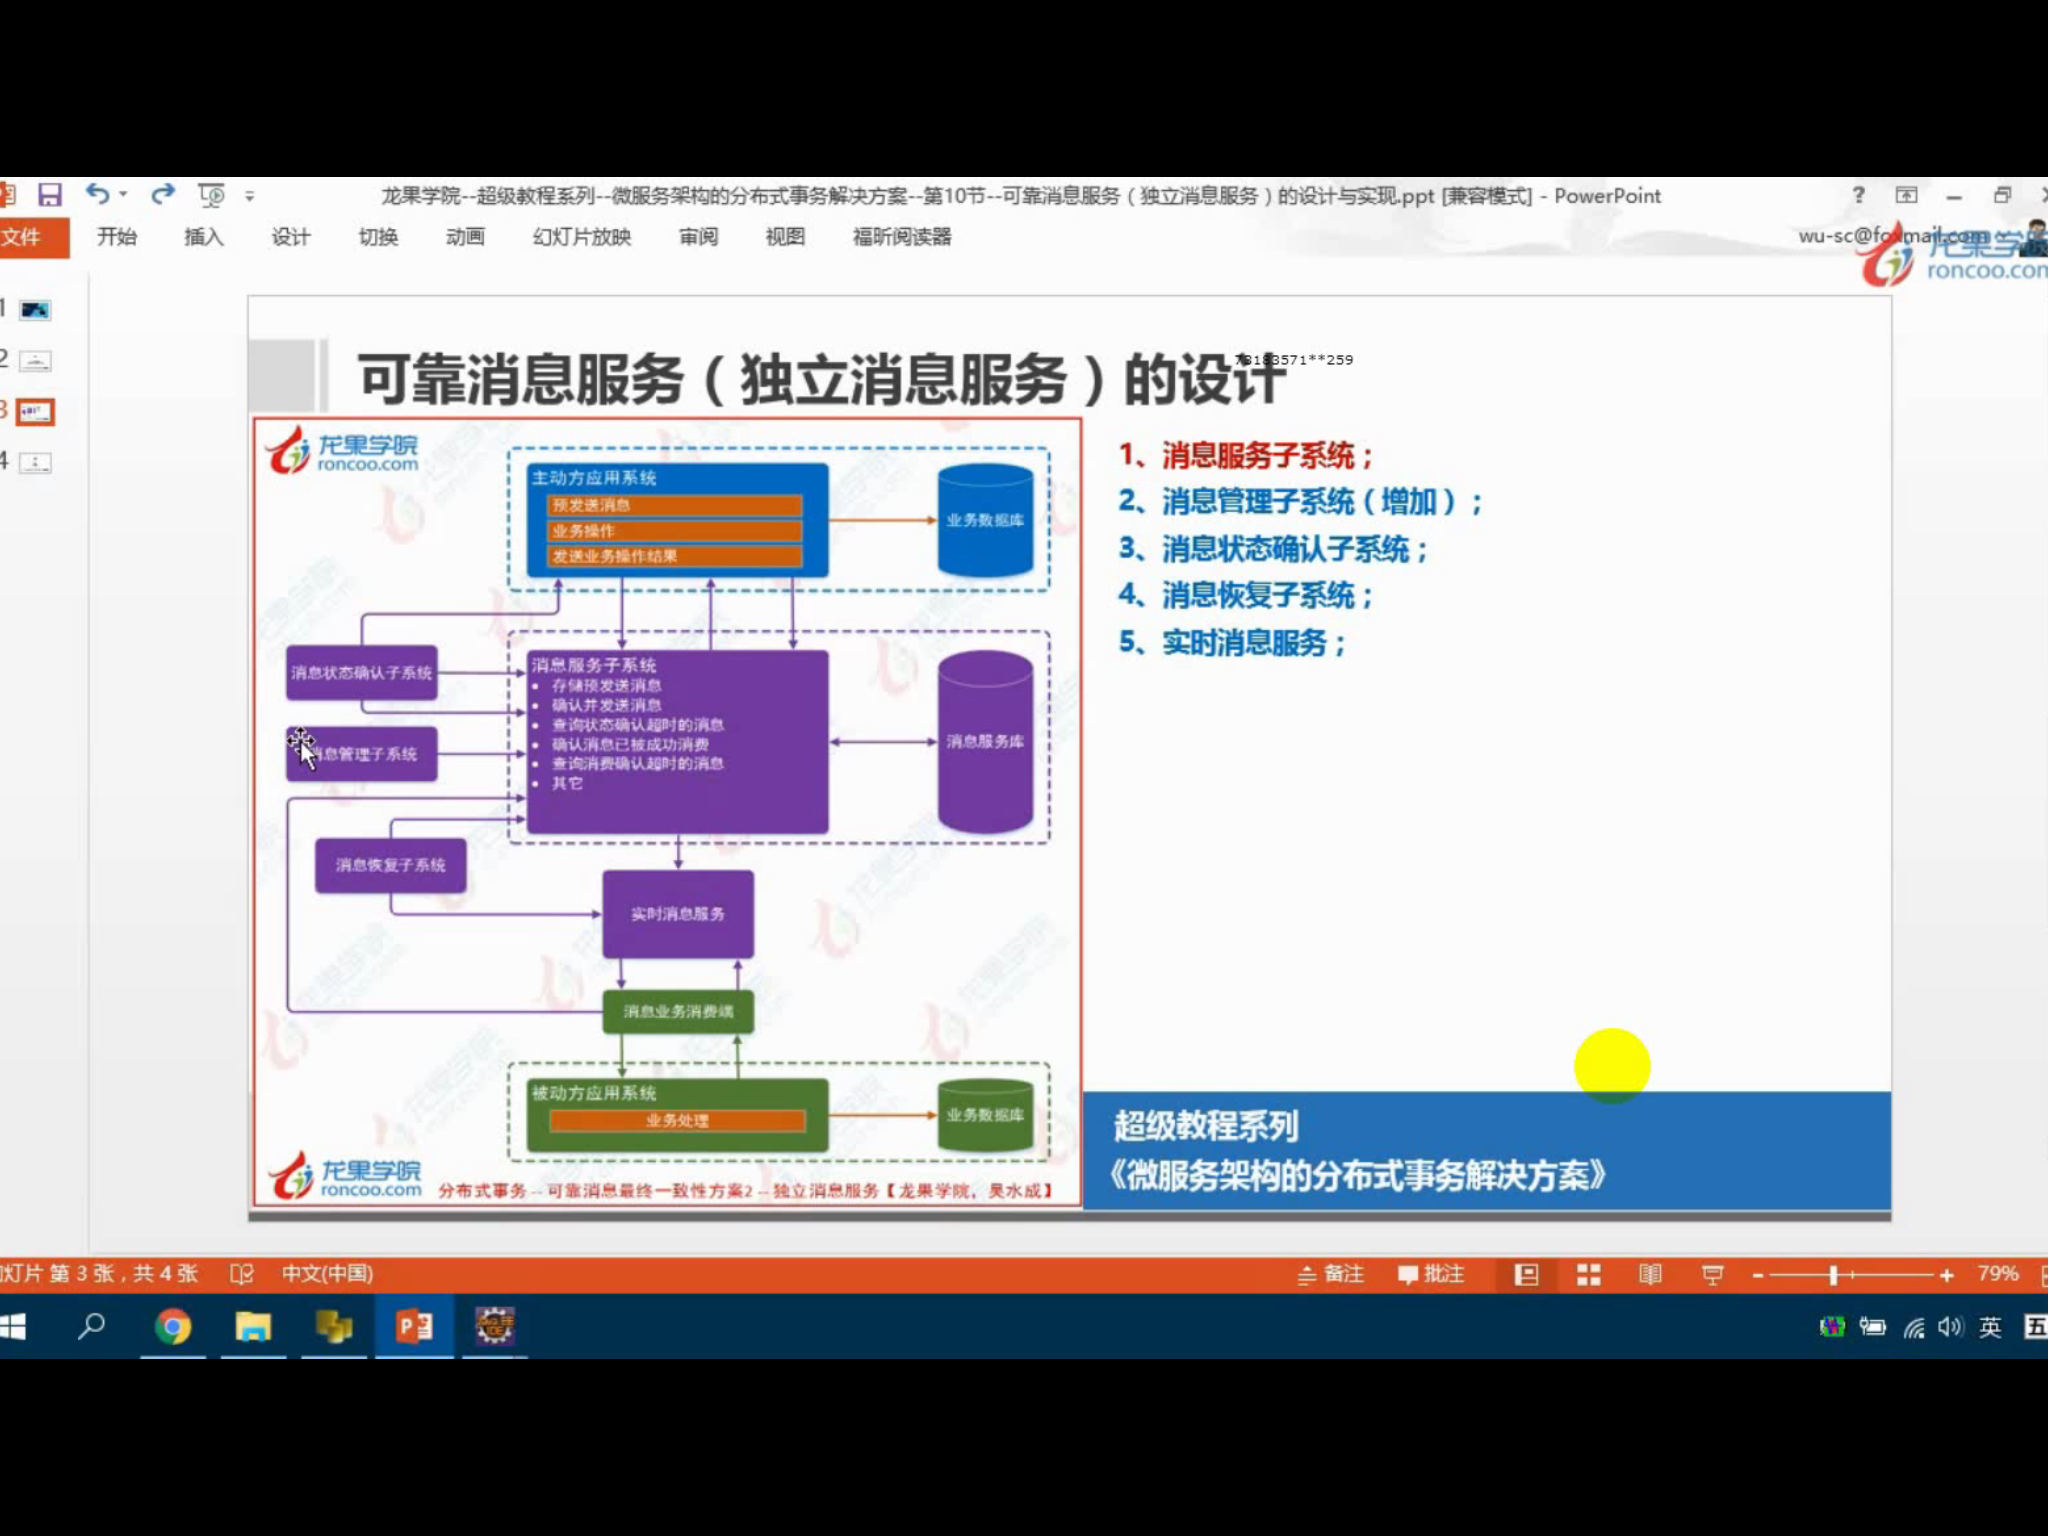 龙果学院--超级教程系列--微服务架构的分布式事务解决方案--第10节--可靠消息服务（独立消息服务）的设计与实现.ppt [兼容模式] - PowerPoint
文件 开始 插入 设计 切换 动画 幻灯片放映 审阅 视图 福昕阅读器
wu-sc@foxmail.com
龙果学院
roncoo.com
1
2
3
4
可靠消息服务（独立消息服务）的设计
73183571**259
龙果学院
roncoo.com
主动方应用系统
预发送消息
业务操作
发送业务操作结果
业务数据库
消息状态确认子系统
消息管理子系统
消息恢复子系统
消息服务子系统
• 存储预发送消息
• 确认并发送消息
• 查询状态确认超时的消息
• 确认消息已被成功消费
• 查询消费确认超时的消息
• 其它
消息服务库
实时消息服务
消息业务消费端
被动方应用系统
业务处理
业务数据库
龙果学院
roncoo.com
分布式事务 -- 可靠消息最终一致性方案2 -- 独立消息服务【龙果学院，吴水成】
1、消息服务子系统；
2、消息管理子系统（增加）；
3、消息状态确认子系统；
4、消息恢复子系统；
5、实时消息服务；
超级教程系列
《微服务架构的分布式事务解决方案》
灯片 第 3 张，共 4 张 中文(中国) 备注 批注 79%
英 五